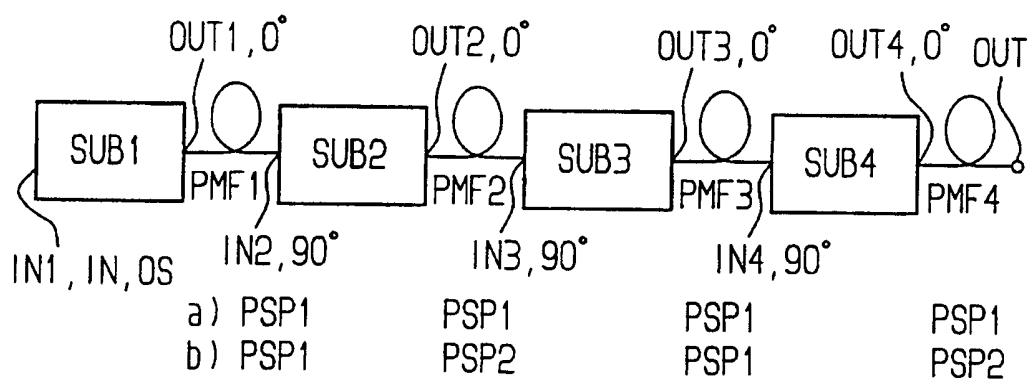 OUT1,0° OUT2,0° OUT3,0° OUT4,0° OUT
SUB1 SUB2 SUB3 SUB4
PMF1 PMF2 PMF3 PMF4
IN1,IN,OS IN2,90° IN3,90° IN4,90°
a) PSP1 PSP1 PSP1 PSP1
b) PSP1 PSP2 PSP1 PSP2